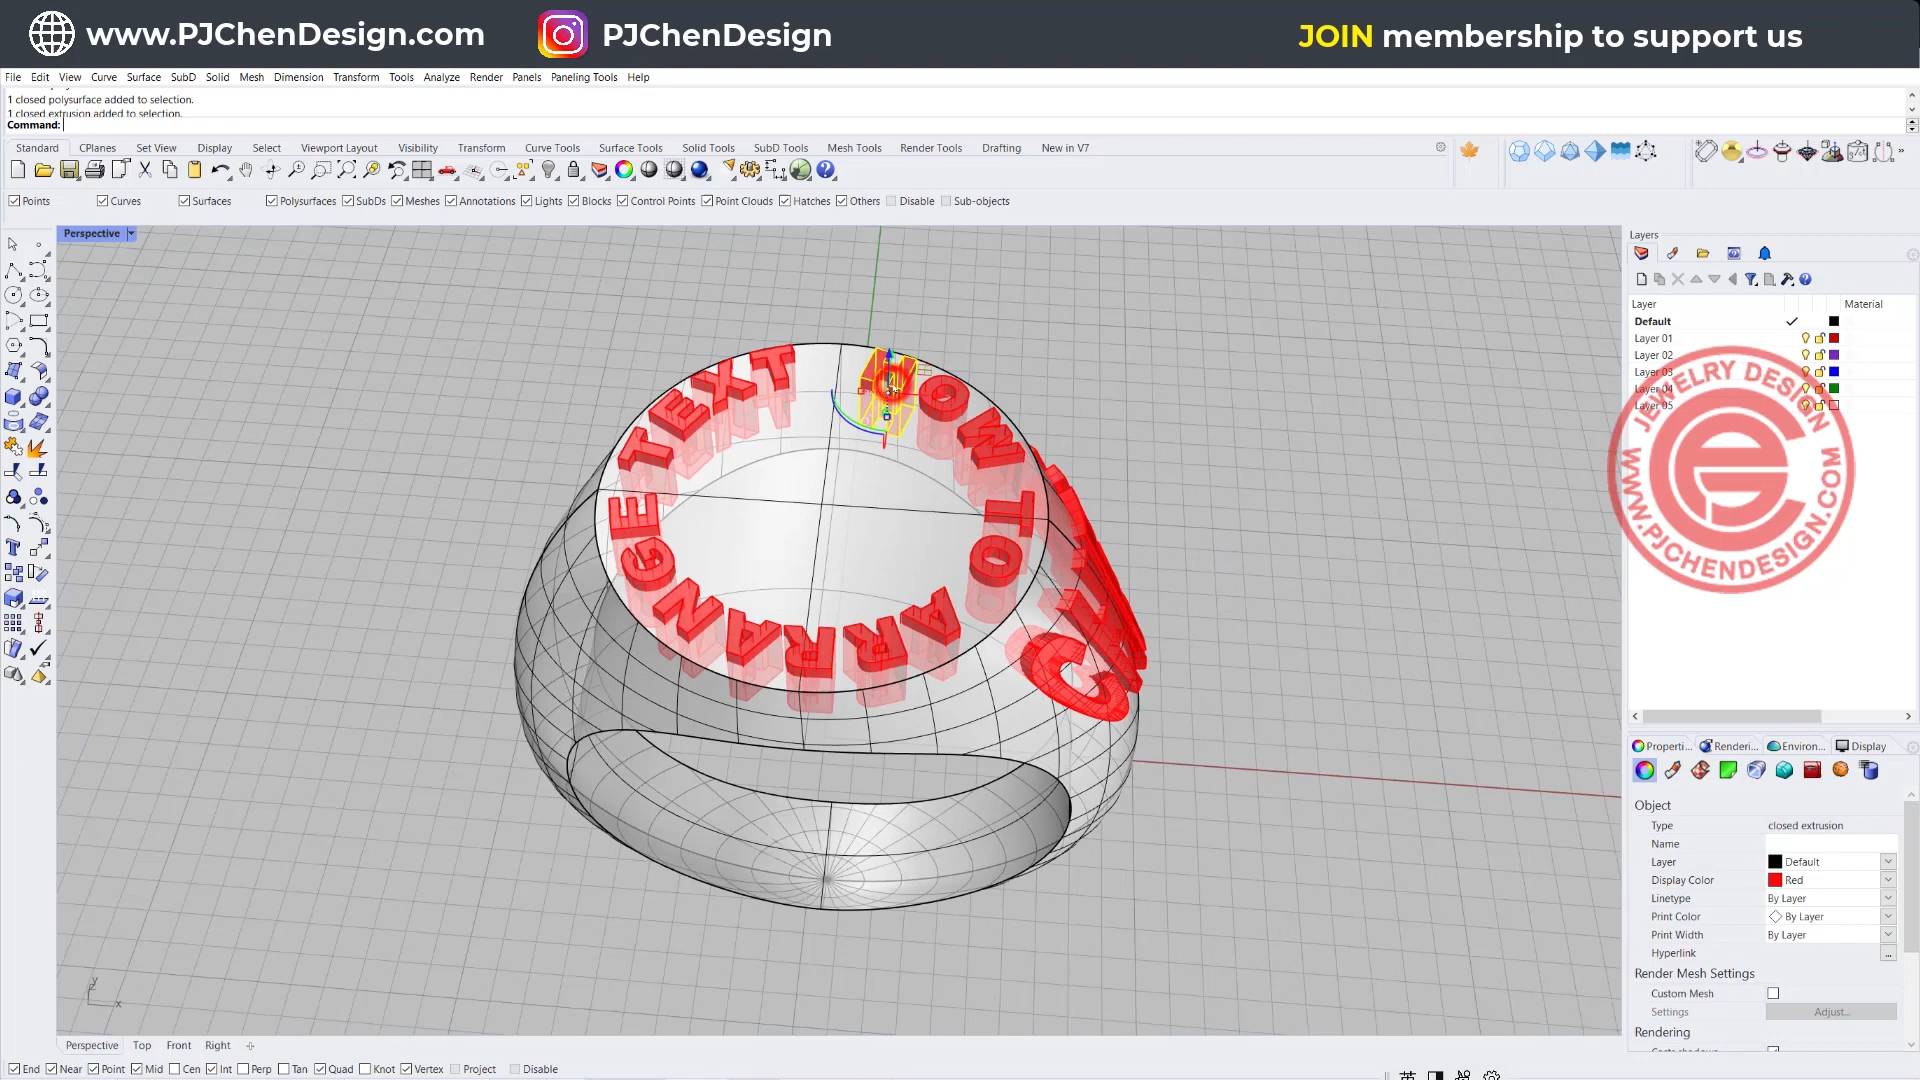 www.PJChenDesign.com
PJChenDesign
JOIN membership to support us
File Edit View Curve Surface SubD Solid Mesh Dimension Transform Tools Analyze Render Panels Paneling Tools Help
1 closed polysurface added to selection.
1 closed extrusion added to selection.
Command:
Standard CPlanes Set View Display Select Viewport Layout Visibility Transform Curve Tools Surface Tools Solid Tools SubD Tools Mesh Tools Render Tools Drafting New in V7
Points Curves Surfaces Polysurfaces SubDs Meshes Annotations Lights Blocks Control Points Point Clouds Hatches Others Disable Sub-objects
Perspective
HOW TO ARRANGE TEXT
Layers
Layer Material
Default
Layer 01
Layer 02
Layer 03
Layer 04
Layer 05
JEWELRY DESIGN
WWW.PJCHENDESIGN.COM
Properti... Renderi... Environ... Display
Object
Type closed extrusion
Name
Layer Default
Display Color Red
Linetype By Layer
Print Color By Layer
Print Width By Layer
Hyperlink ...
Render Mesh Settings
Custom Mesh
Settings Adjust...
Rendering
y
x
Perspective Top Front Right
End Near Point Mid Cen Int Perp Tan Quad Knot Vertex Project Disable
英